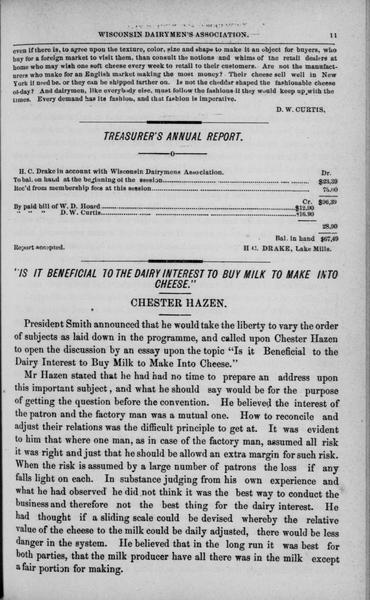 WISCONSIN DAIRYMEN'S ASSOCIATION. 11
even if there is, to agree upon the texture, color, size and shape to make it an object for buyers, who
buy for a foreign market to visit them, than consult the notions and whims of the retail dealers at
home who may wish one soft cheese every week to retail to their customers. Are not the manufact-
urers who make for an English market making the most money? Their cheese sell well in New
York if need be, or they can be shipped farther on. Is not the cheddar shaped the fashionable cheese
of-day? And dairymen, like everybody else, must follow the fashions if they would keep up with the
times. Every demand has its fashion, and that fashion is imperative.
D. W. CURTIS,
TREASURER'S ANNUAL REPORT.
H. C. Drake in account with Wisconsin Dairymens Association. Dr.
To bal. on hand at the beginning of the session $23,39
Rec'd from membership fees at this session 75,00
Cr. $96,39
By paid bill of W. D. Hoard $12,00
" " " D. W. Curtis 16,90
28,90
Bal. in hand $67,49
Report accepted. H C. DRAKE, Lake Mills.
"IS IT BENEFICIAL TO THE DAIRY INTEREST TO BUY MILK TO MAKE INTO
CHEESE."
CHESTER HAZEN.
President Smith announced that he would take the liberty to vary the order
of subjects as laid down in the programme, and called upon Chester Hazen
to open the discussion by an essay upon the topic "Is it Beneficial to the
Dairy Interest to Buy Milk to Make Into Cheese."
Mr Hazen stated that he had had no time to prepare an address upon
this important subject, and what he should say would be for the purpose
of getting the question before the convention. He believed the interest of
the patron and the factory man was a mutual one. How to reconcile and
adjust their relations was the difficult principle to get at. It was evident
to him that where one man, as in case of the factory man, assumed all risk
it was right and just that he should be allowd an extra margin for such risk.
When the risk is assumed by a large number of patrons the loss if any
falls light on each. In substance judging from his own experience and
what he had observed he did not think it was the best way to conduct the
business and therefore not the best thing for the dairy interest. He
had thought if a sliding scale could be devised whereby the relative
value of the cheese to the milk could be daily adjusted, there would be less
danger in the system. He believed that in the long run it was best for
both parties, that the milk producer have all there was in the milk except
a fair portion for making.